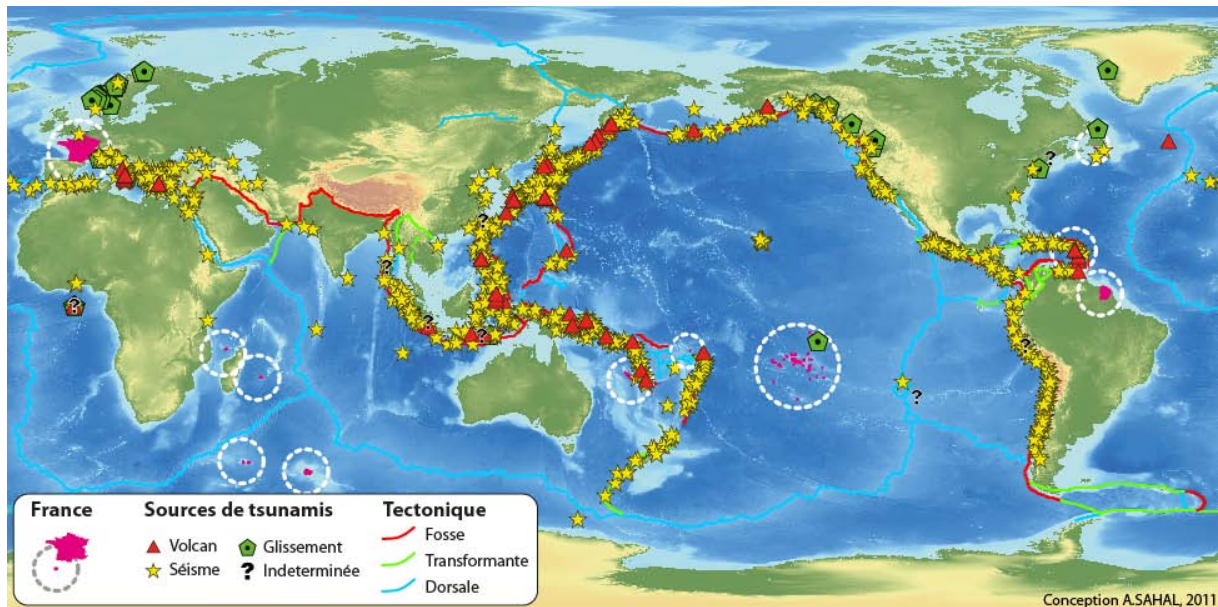 ?
?
?
?
?
?
?
?
France
Sources de tsunamis
Tectonique
Volcan
Glissement
Fosse
Séisme
? Indeterminée
Transformante
Dorsale
Conception A.SAHAL, 2011